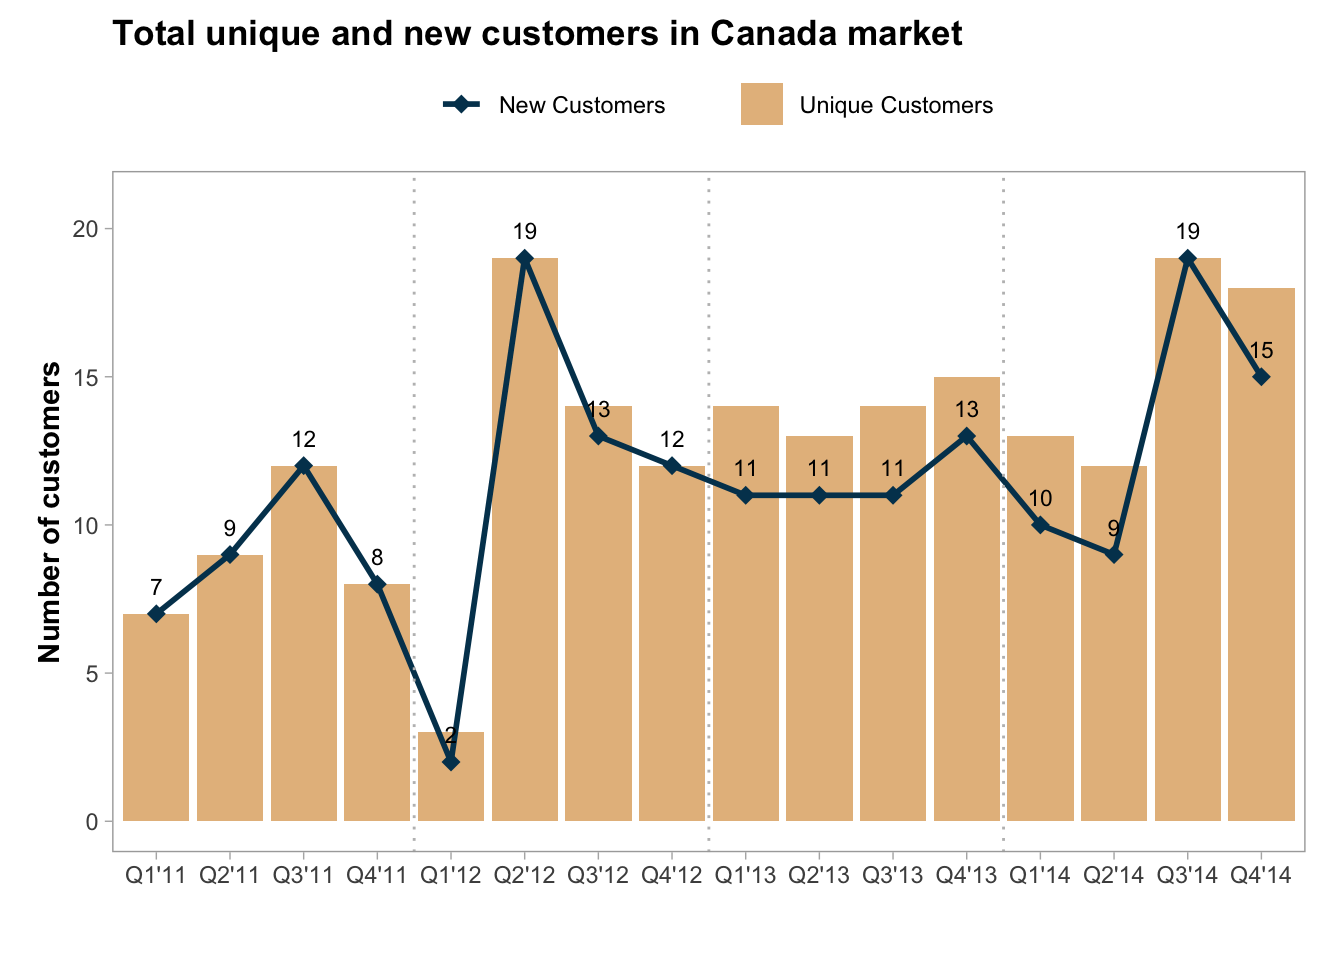 Total unique and new customers in Canada market
New Customers Unique Customers
Number of customers
20
15
10
5
0
7 9 12 8 2 19 13 12 11 11 11 13 10 9 19 15
Q1'11 Q2'11 Q3'11 Q4'11 Q1'12 Q2'12 Q3'12 Q4'12 Q1'13 Q2'13 Q3'13 Q4'13 Q1'14 Q2'14 Q3'14 Q4'14